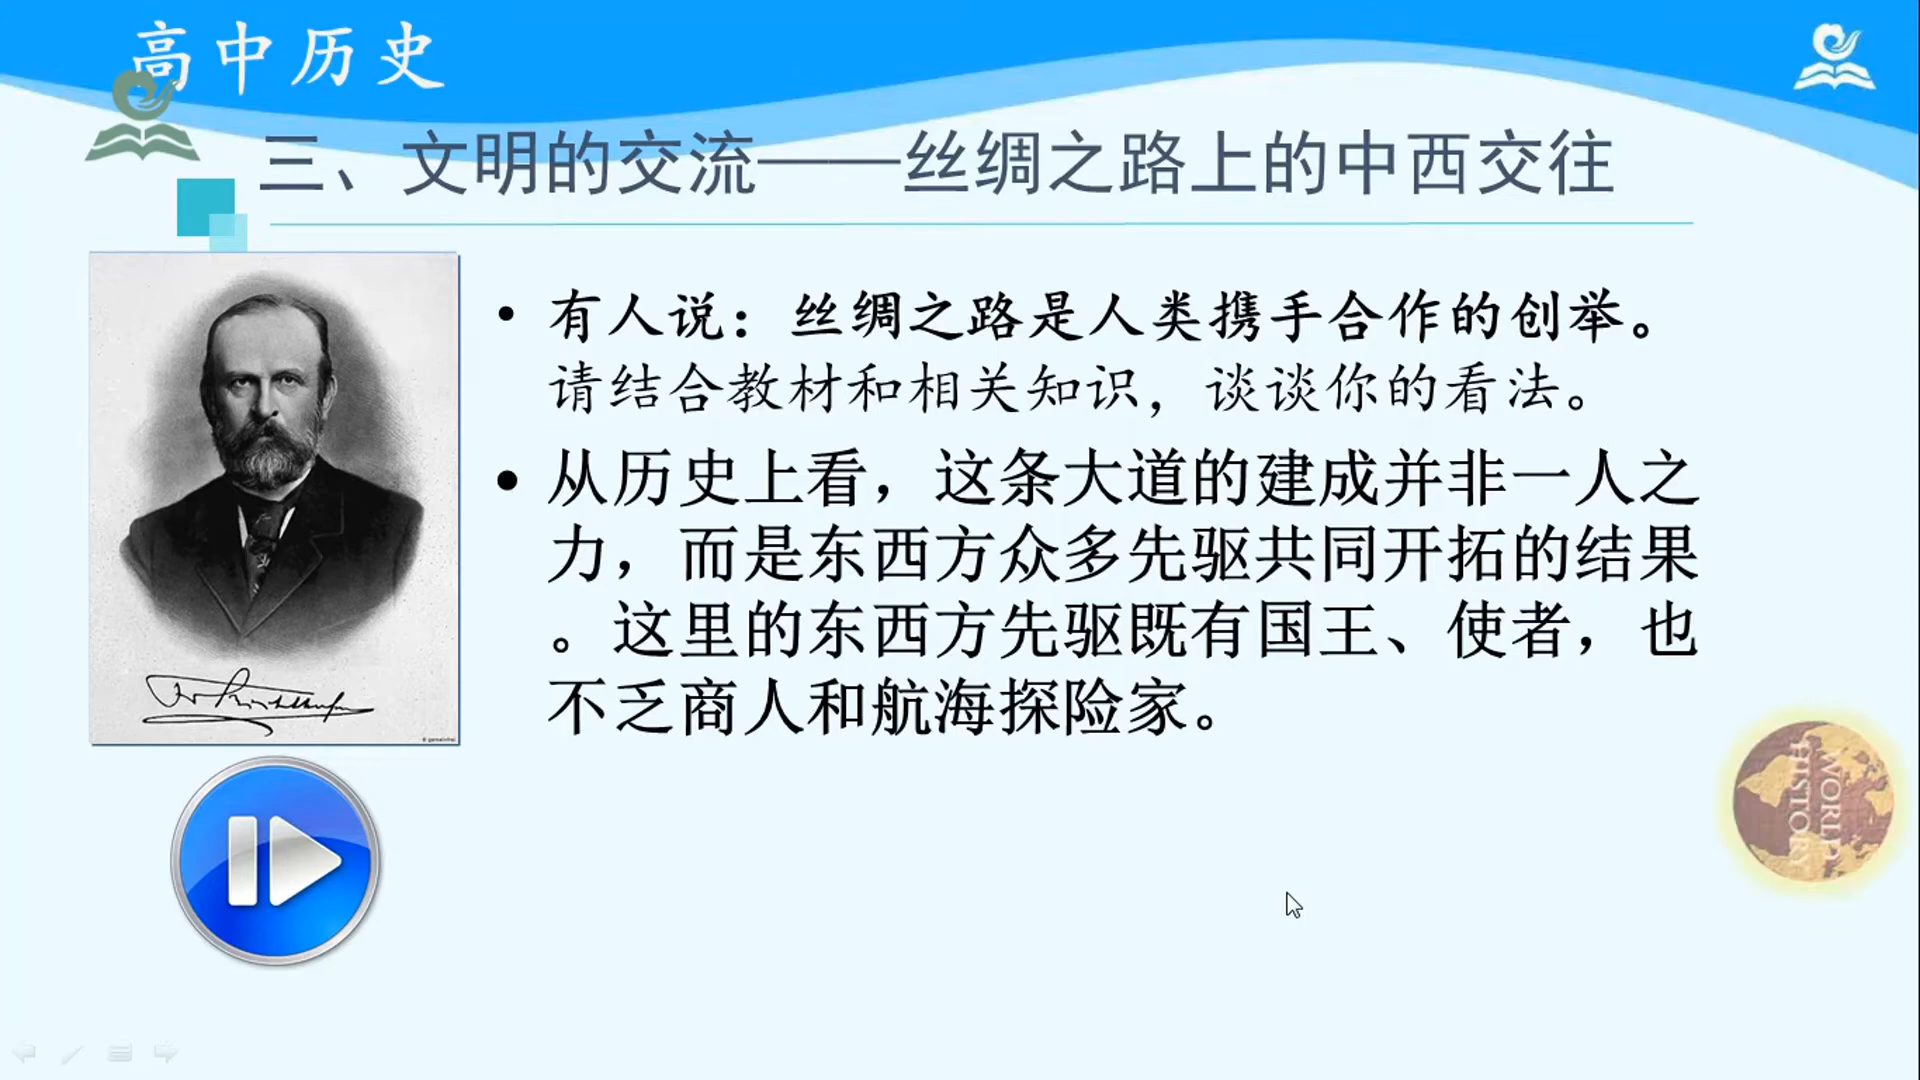 高中历史
三、文明的交流——丝绸之路上的中西交往
• 有人说：丝绸之路是人类携手合作的创举。
请结合教材和相关知识，谈谈你的看法。
• 从历史上看，这条大道的建成并非一人之
力，而是东西方众多先驱共同开拓的结果
。这里的东西方先驱既有国王、使者，也
不乏商人和航海探险家。
WORLD
HISTORY